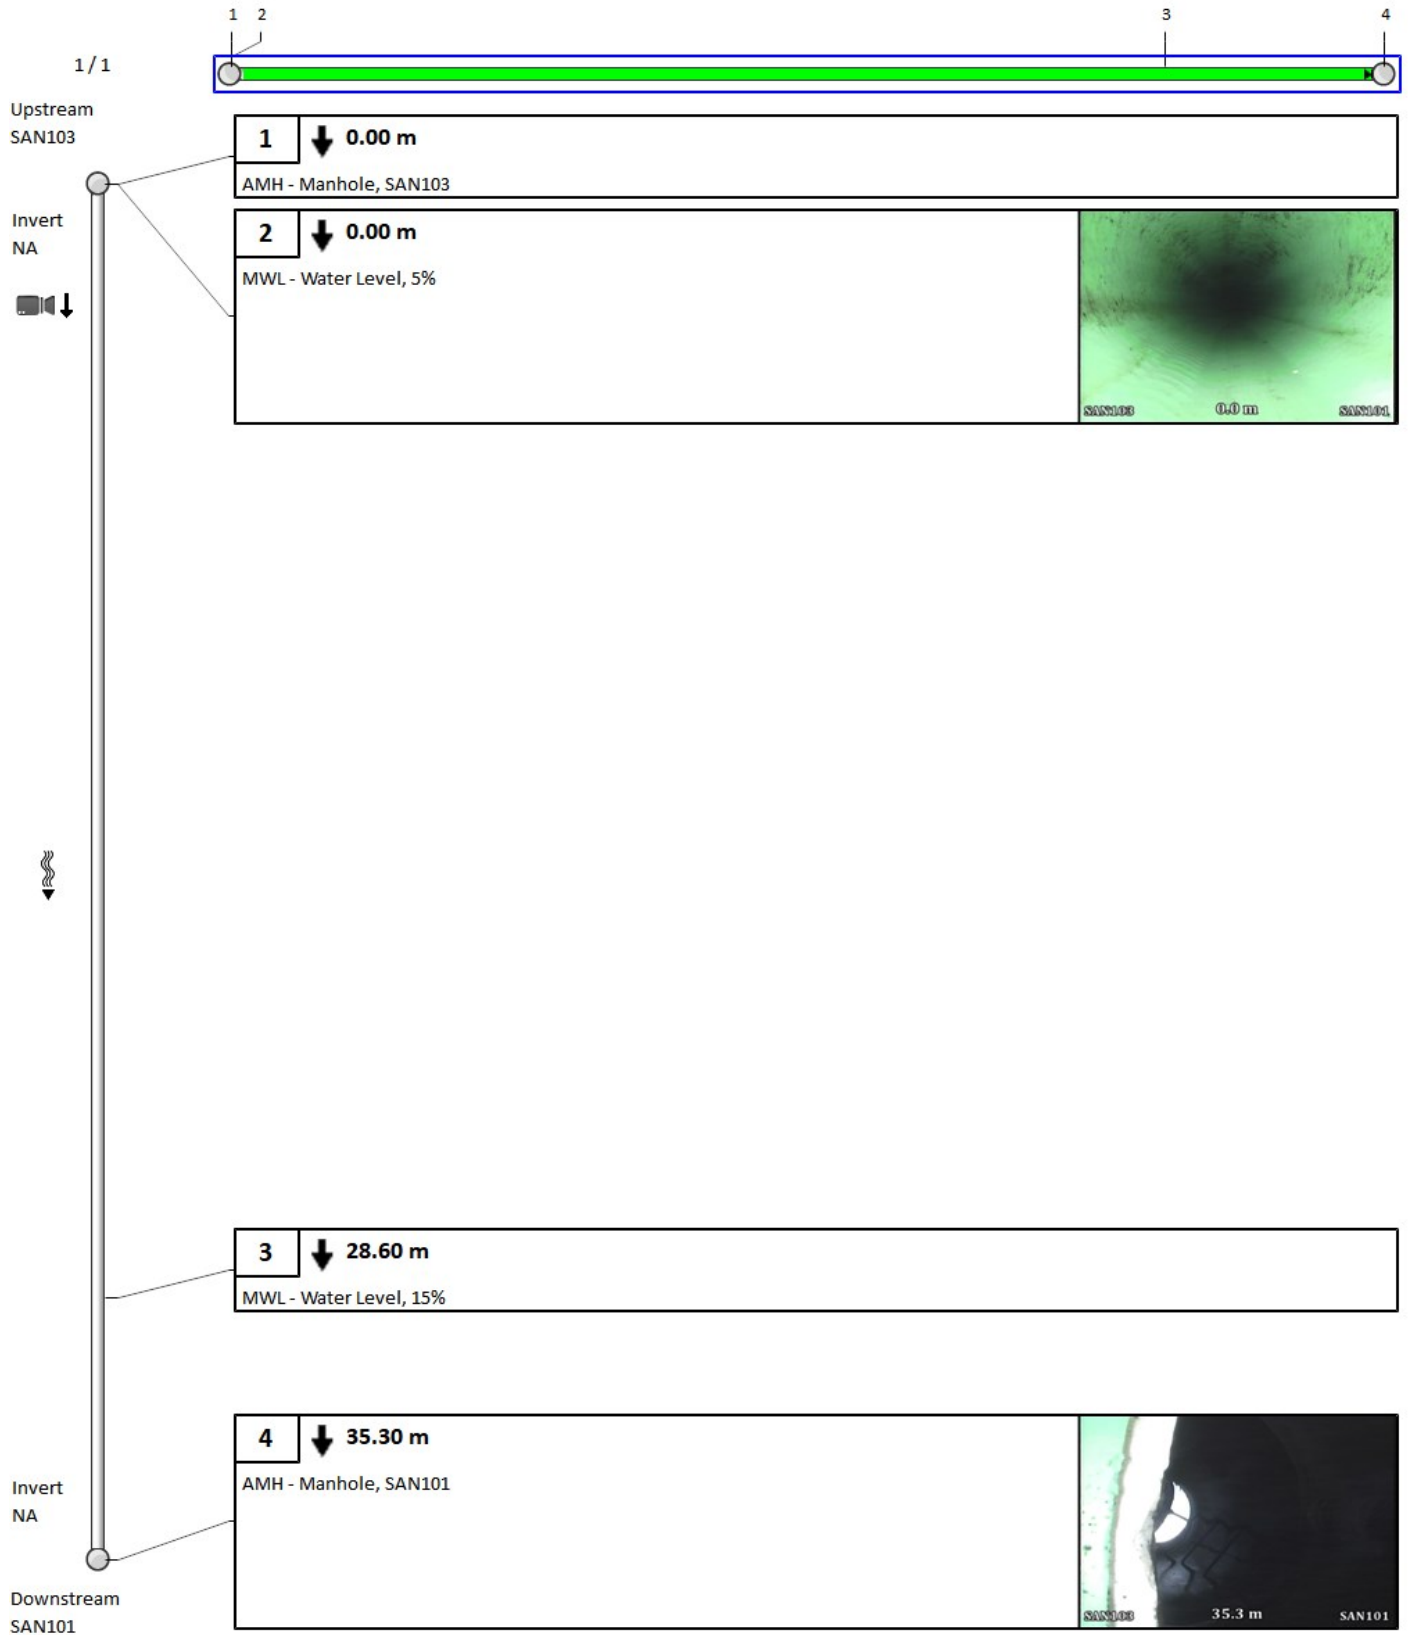 1 2 3 4
1 / 1
Upstream
SAN103
1 0.00 m
AMH - Manhole, SAN103
Invert
NA
2 0.00 m
MWL - Water Level, 5%
SAN103 0.0 m SAN101
3 28.60 m
MWL - Water Level, 15%
4 35.30 m
AMH - Manhole, SAN101
Invert
NA
SAN103 35.3 m SAN101
Downstream
SAN101